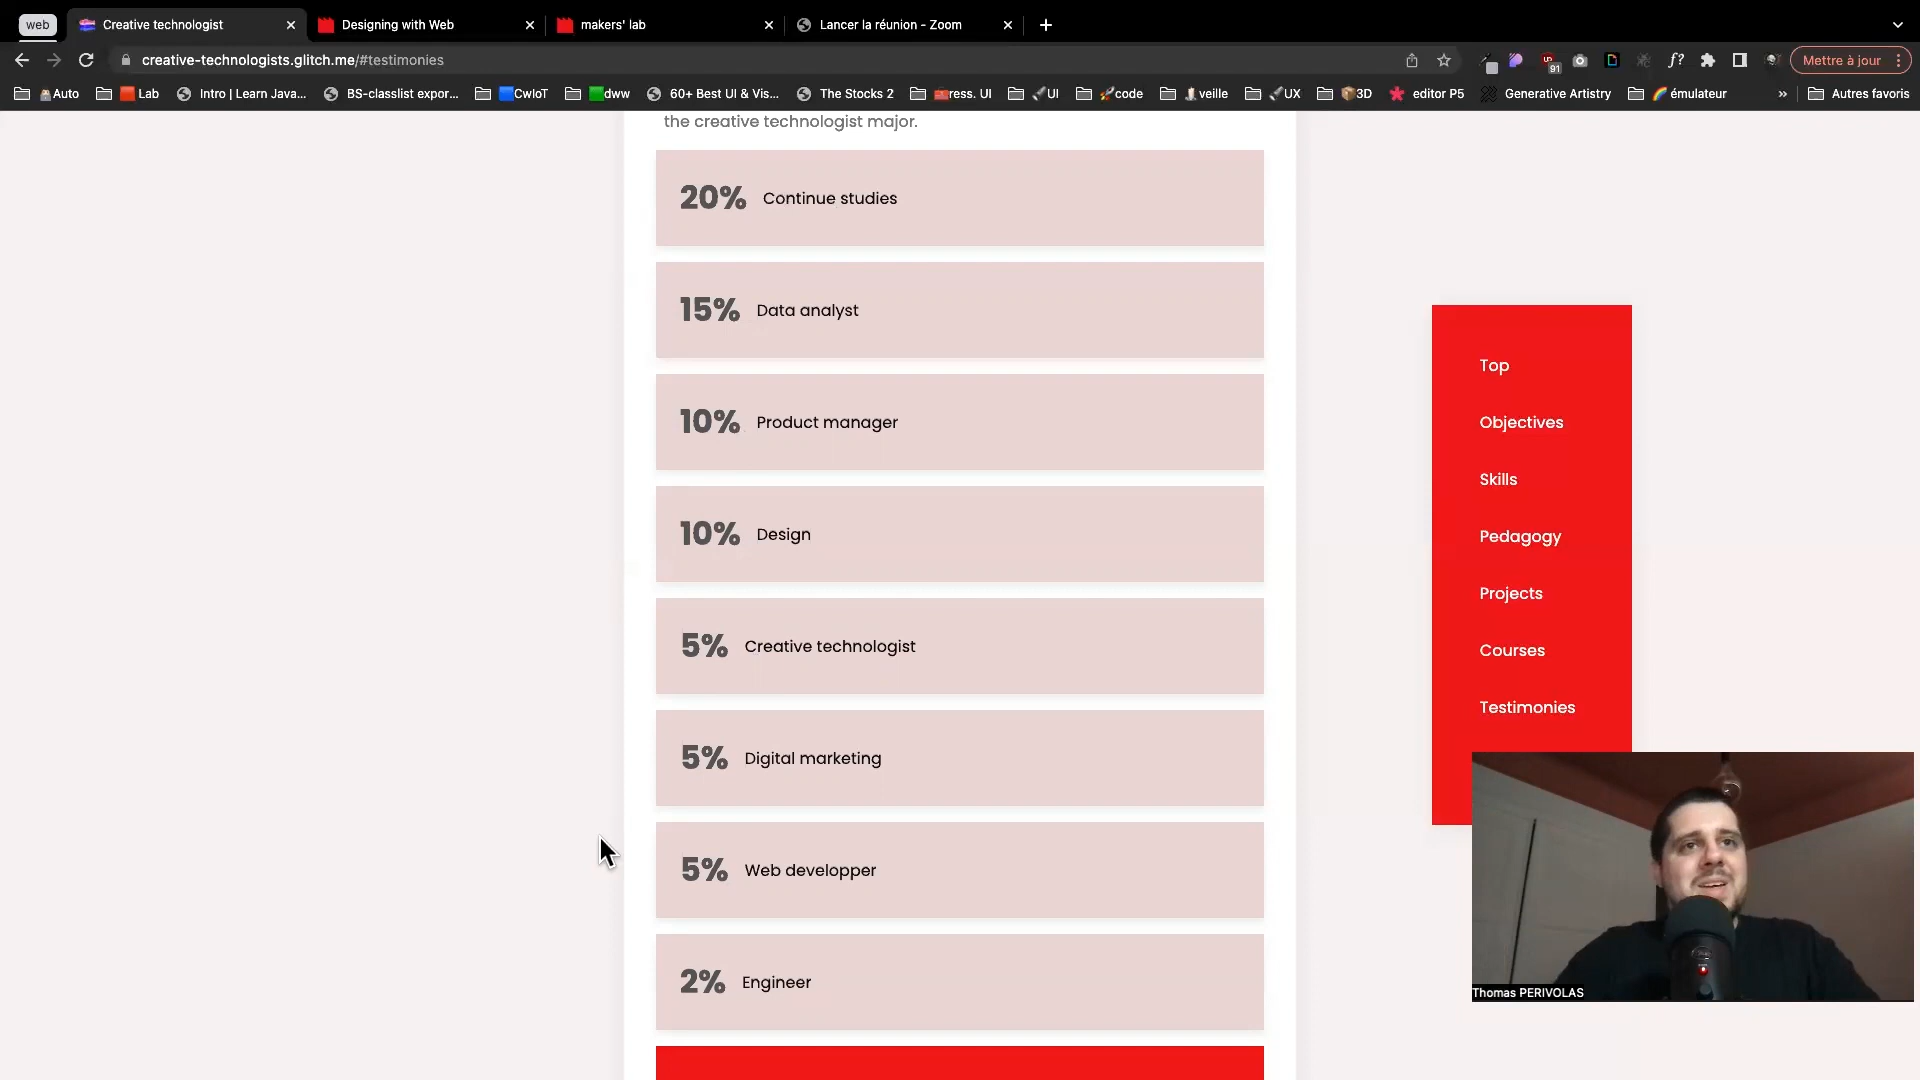 web
Creative technologist
Designing with Web
makers' lab
Lancer la réunion - Zoom
creative-technologists.glitch.me/#testimonies
91
f?
Mettre à jour
Auto
Lab
Intro | Learn Java...
BS-classlist expor...
CwIoT
dww
60+ Best UI & Vis...
The Stocks 2
ress. UI
UI
code
veille
UX
3D
editor P5
Generative Artistry
émulateur
»
Autres favoris
the creative technologist major.
20% Continue studies
15% Data analyst
10% Product manager
10% Design
5% Creative technologist
5% Digital marketing
5% Web developper
2% Engineer
Top
Objectives
Skills
Pedagogy
Projects
Courses
Testimonies
Thomas PERIVOLAS